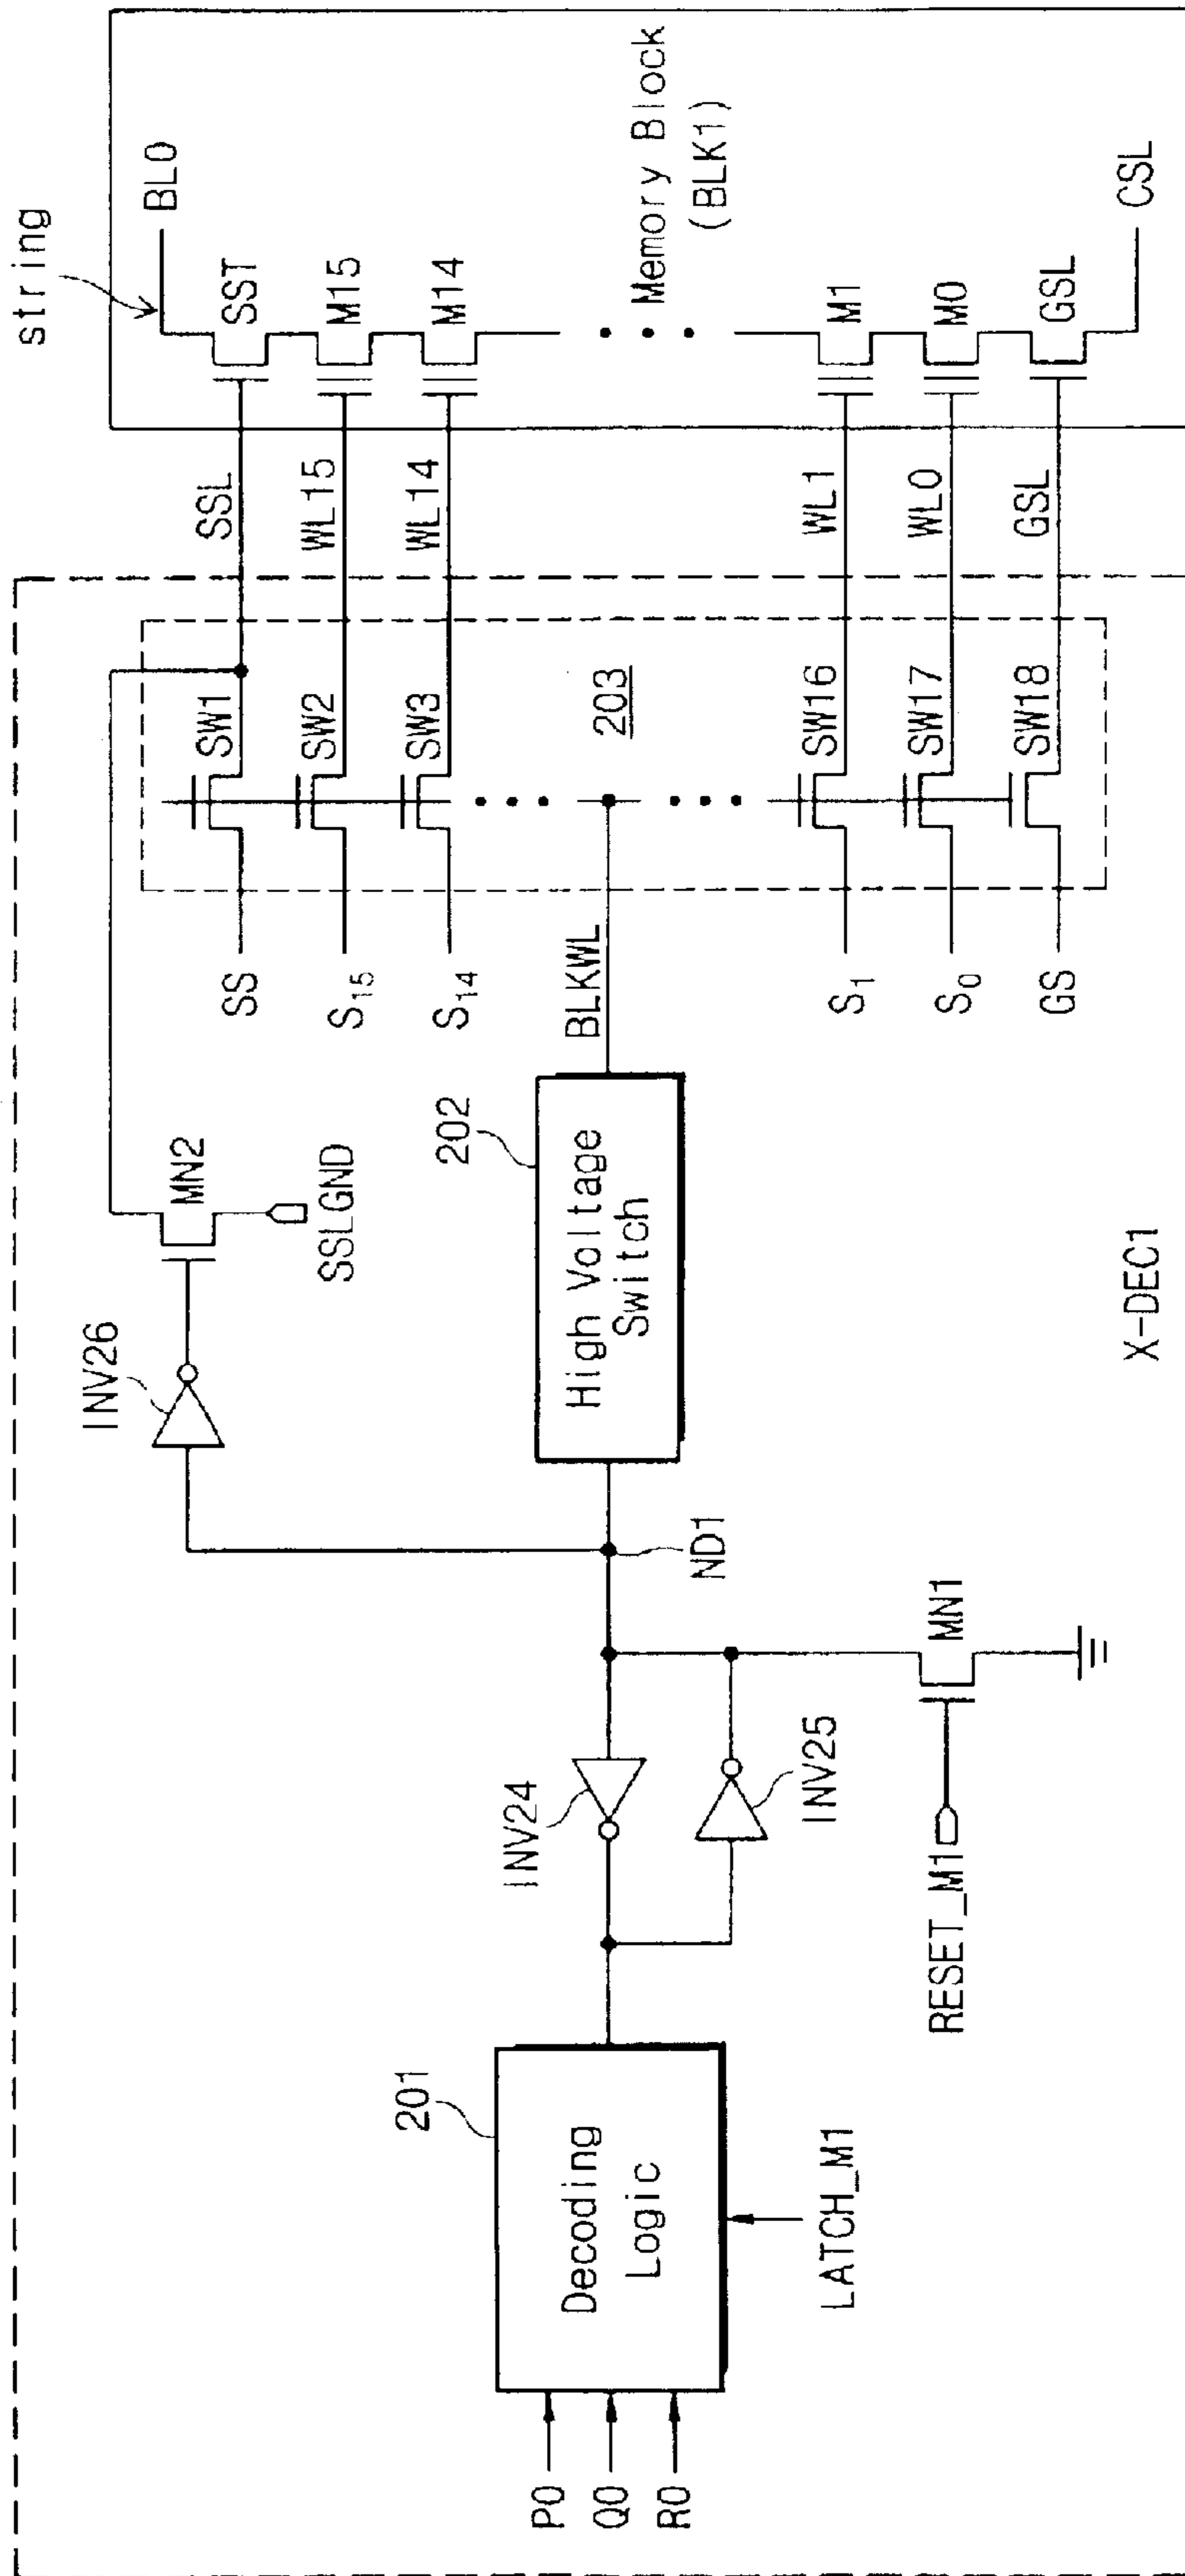 string
BL0
SST
M15
M14
Memory Block
(BLK1)
M1
M0
GSL
CSL
SSL
WL15
WL14
WL1
WL0
GSL
SW1
SW2
SW3
203
SW16
SW17
SW18
SS
S15
S14
BLKWL
S1
S0
GS
MN2
SSLGND
202
High Voltage
Switch
X-DEC1
INV26
ND1
MN1
INV24
INV25
RESET_M1
201
Decoding
Logic
LATCH_M1
P0
Q0
R0